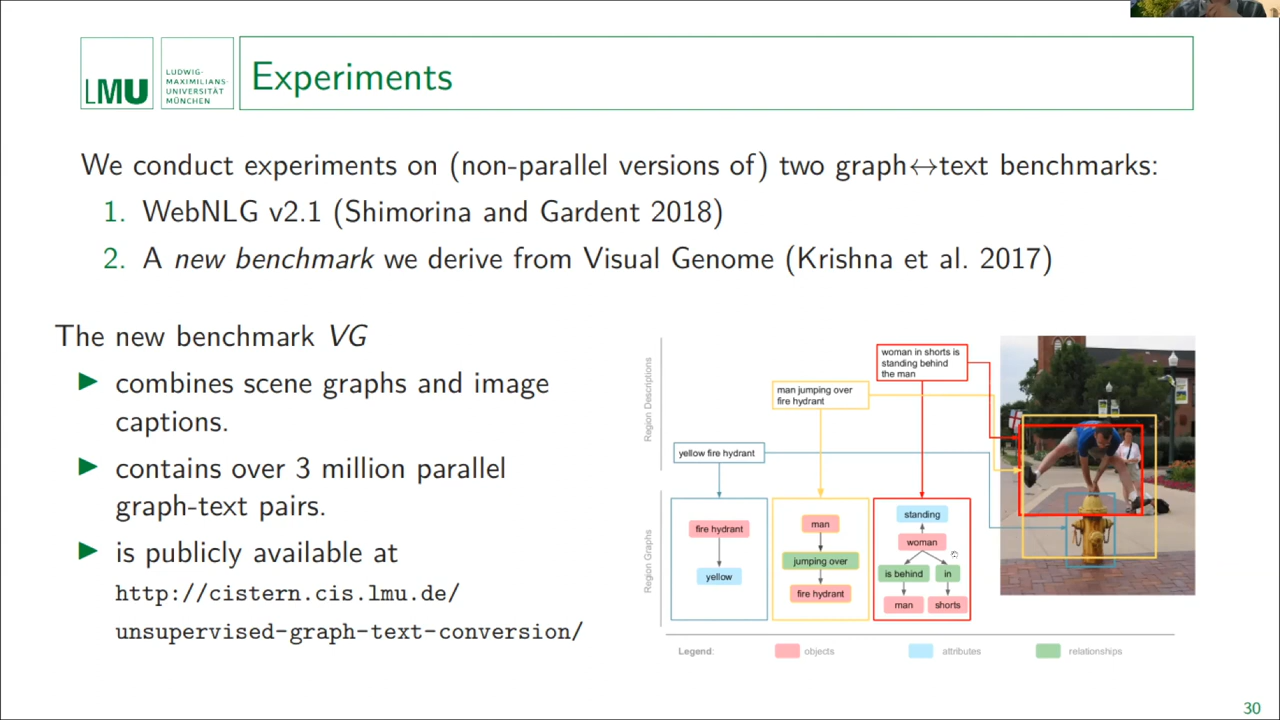 LMU
LUDWIG-
MAXIMILIANS-
UNIVERSITÄT
MÜNCHEN
Experiments
We conduct experiments on (non-parallel versions of) two graph↔text benchmarks:
1. WebNLG v2.1 (Shimorina and Gardent 2018)
2. A new benchmark we derive from Visual Genome (Krishna et al. 2017)
The new benchmark VG
▶ combines scene graphs and image
captions.
▶ contains over 3 million parallel
graph-text pairs.
▶ is publicly available at
http://cistern.cis.lmu.de/
unsupervised-graph-text-conversion/
Region Descriptions
woman in shorts is
standing behind
the man
man jumping over
fire hydrant
yellow fire hydrant
Region Graphs
fire hydrant
yellow
man
jumping over
fire hydrant
standing
woman
is behind
in
man
shorts
Legend:
objects
attributes
relationships
30